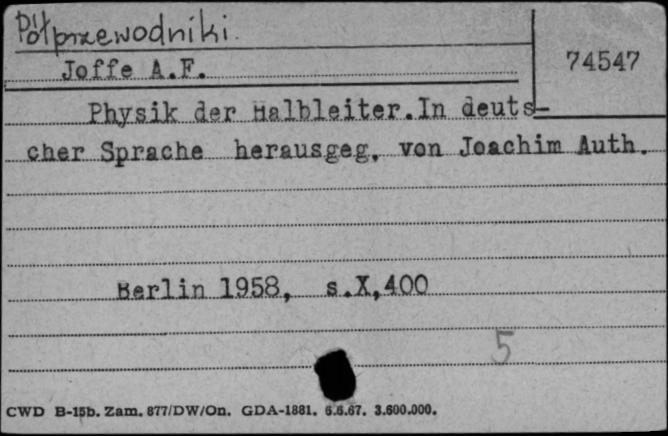 Półprzewodniki.
Joffe A.F.
74547
Physik der Halbleiter.In deuts-
cher Sprache herausgeg. von Joachim Auth.
Berlin 1958, s.X,400
5
CWD B-15b. Zam. 877/DW/On. GDA-1881. 6.6.67. 3.600.000.